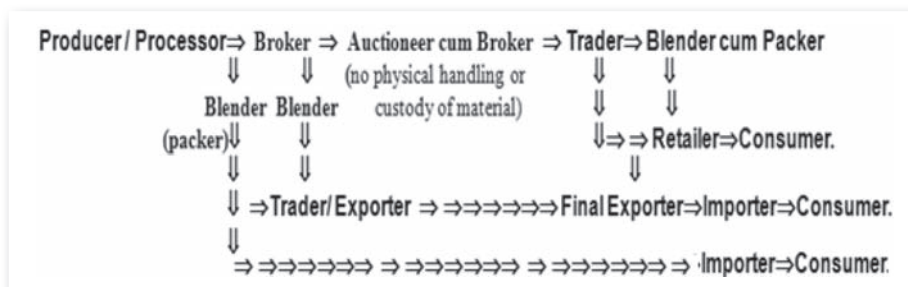 Producer / Processor⇒ Broker ⇒ Auctioneer cum Broker ⇒ Trader⇒ Blender cum Packer
⇓ ⇓ (no physical handling or ⇓ ⇓
Blender Blender custody of material) ⇓ ⇓
(packer)⇓ ⇓ ⇓⇒ ⇒ Retailer⇒Consumer.
⇓ ⇓ ⇓
⇓ ⇒Trader/ Exporter ⇒ ⇒⇒⇒⇒⇒⇒Final Exporter⇒Importer⇒Consumer.
⇓
⇒ ⇒⇒⇒⇒⇒⇒ ⇒ ⇒⇒⇒⇒⇒⇒ ⇒ ⇒⇒⇒⇒⇒⇒ ⇒ Importer⇒Consumer.